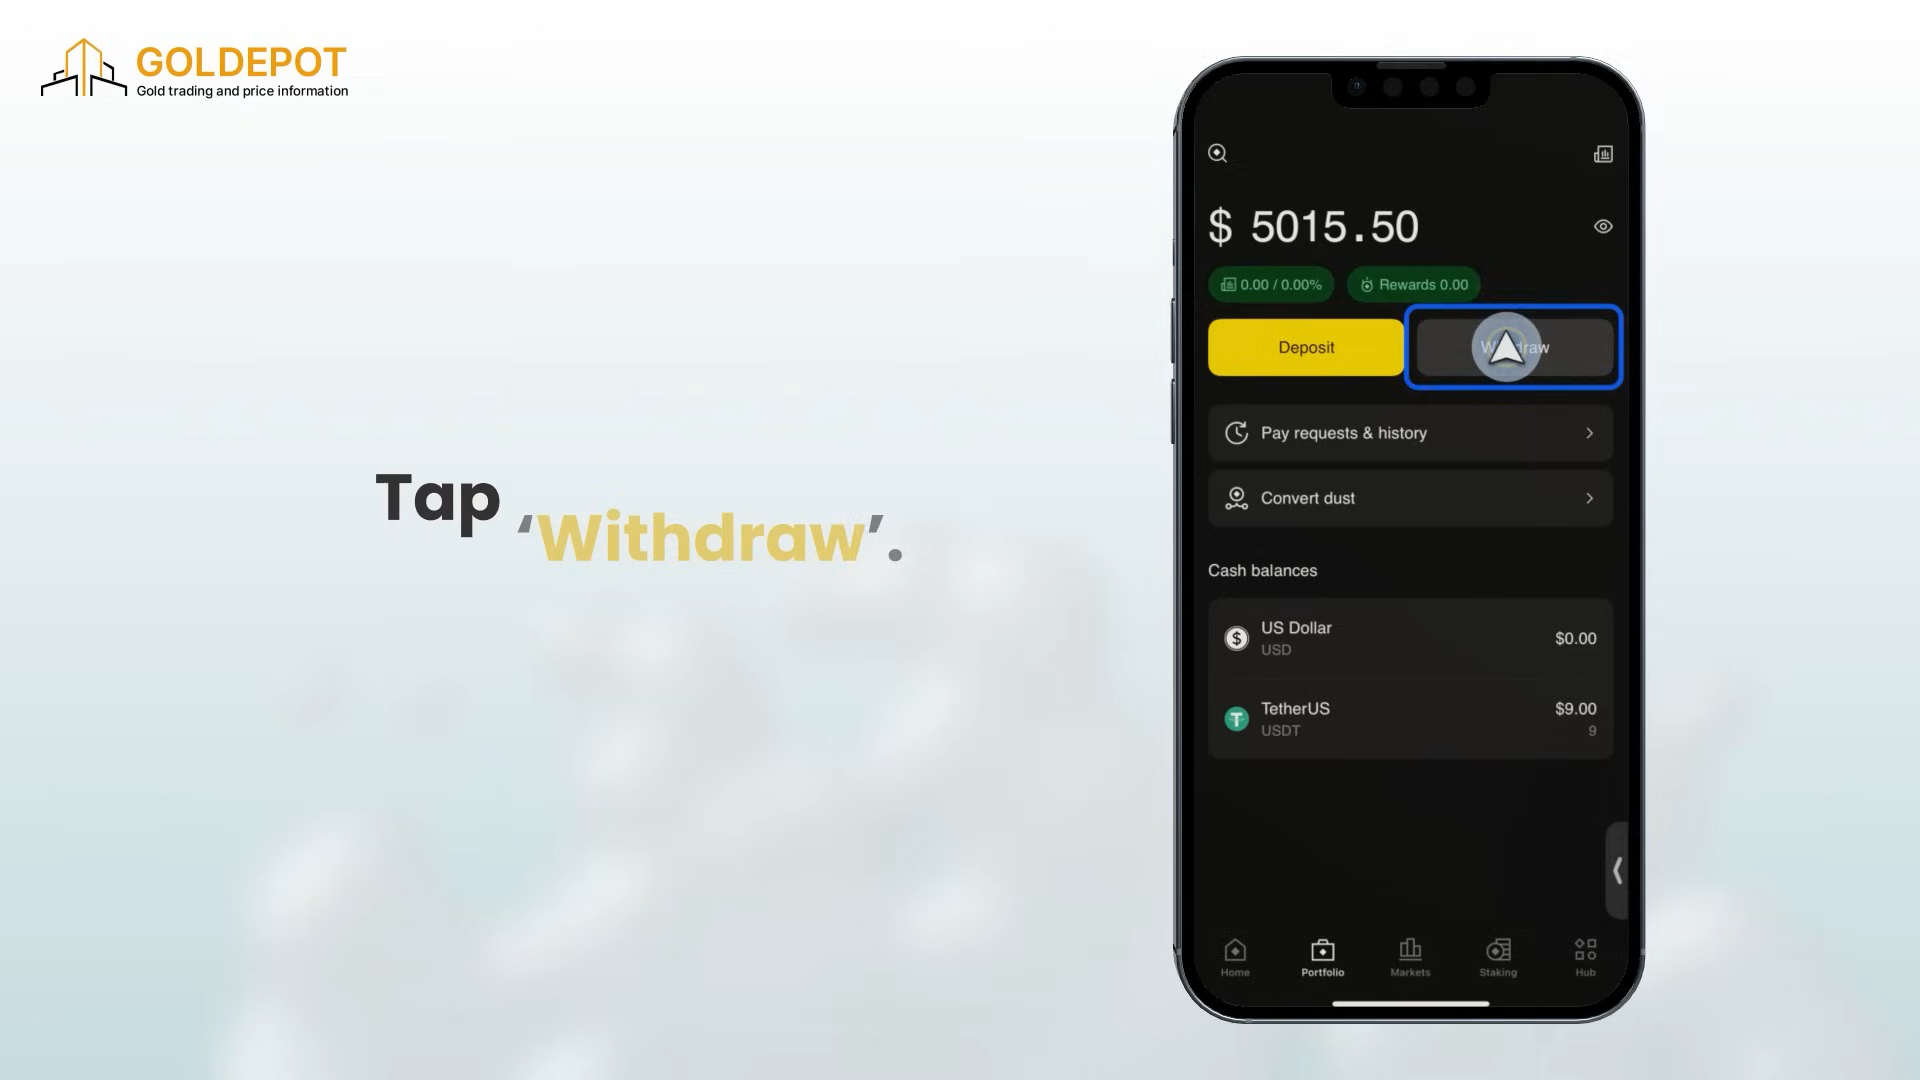 GOLDEPOT
Gold trading and price information
Tap ‘Withdraw’.
$ 5015.50
0.00 / 0.00%
Rewards 0.00
Deposit
Withdraw
Pay requests & history
Convert dust
Cash balances
US Dollar
$0.00
USD
TetherUS
$9.00
USDT
9
Home
Portfolio
Markets
Staking
Hub